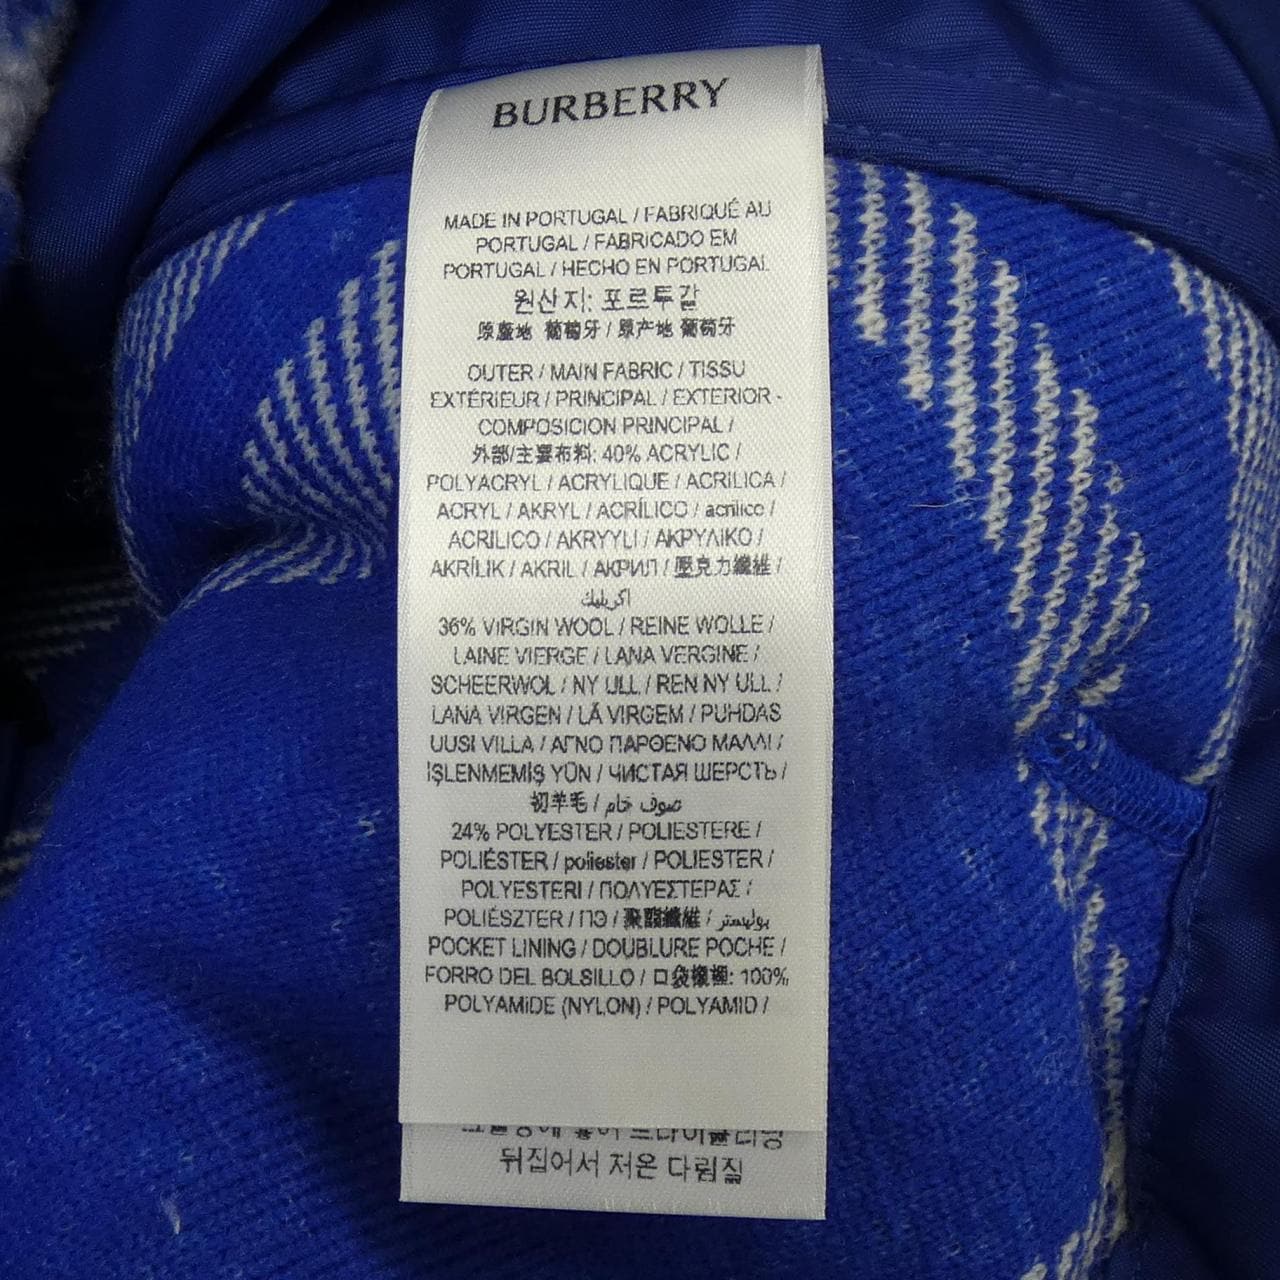 BURBERRY
MADE IN PORTUGAL / FABRIQUÉ AU
PORTUGAL / FABRICADO EM
PORTUGAL / HECHO EN PORTUGAL
원산지: 포르투갈
原產地 葡萄牙 / 原产地 葡萄牙
OUTER / MAIN FABRIC / TISSU
EXTÉRIEUR / PRINCIPAL / EXTERIOR -
COMPOSICION PRINCIPAL /
外部/主要布料: 40% ACRYLIC /
POLYACRYL / ACRYLIQUE / ACRILICA /
ACRYL / AKRYL / ACRÍLICO / acrilico /
ACRILICO / AKRYYLI / ΑΚΡΥΛΙΚΟ /
AKRİLİK / AKRIL / АКРИЛ / 壓克力纖維 /
اكريليك
36% VIRGIN WOOL / REINE WOLLE /
LAINE VIERGE / LANA VERGINE /
SCHEERWOL / NY ULL / REN NY ULL /
LANA VIRGEN / LÃ VIRGEM / PUHDAS
UUSI VILLA / ΑΓΝΟ ΠΑΡΘΕΝΟ ΜΑΛΛΙ /
İŞLENMEMİŞ YÜN / ЧИСТАЯ ШЕРСТЬ /
初羊毛 / صوف خام
24% POLYESTER / POLIESTERE /
POLIÉSTER / poliester / POLIESTER /
POLYESTERI / ΠΟΛΥΕΣΤΕΡΑΣ /
POLIÉSZTER / ПЭ / 聚酯纖維 / بوليستر
POCKET LINING / DOUBLURE POCHE /
FORRO DEL BOLSILLO / 口袋襯裡: 100%
POLYAMIDE (NYLON) / POLYAMID /
뒤집어서 저온 다림질